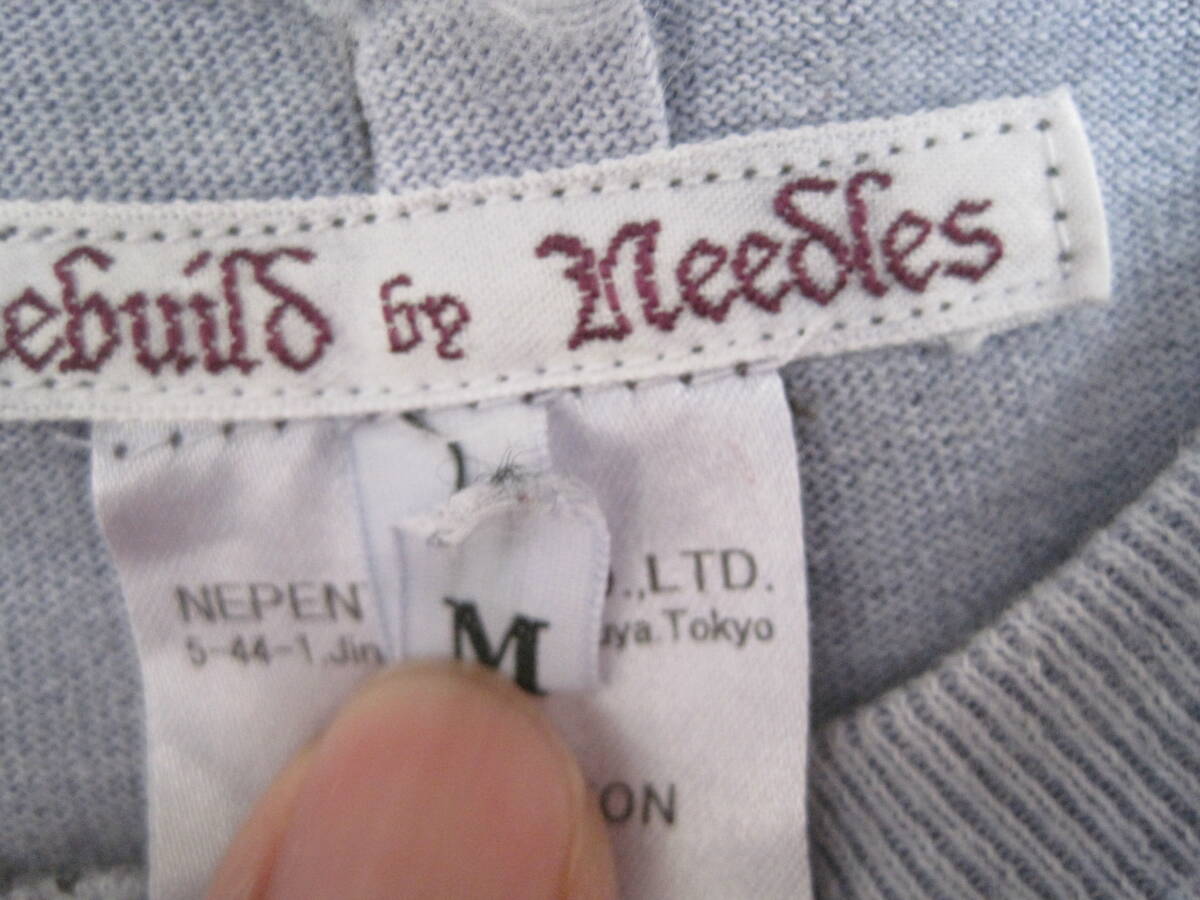 ebuild by Needles
NEPEN ., LTD.
5-44-1.Jin uya.Tokyo
M
ON